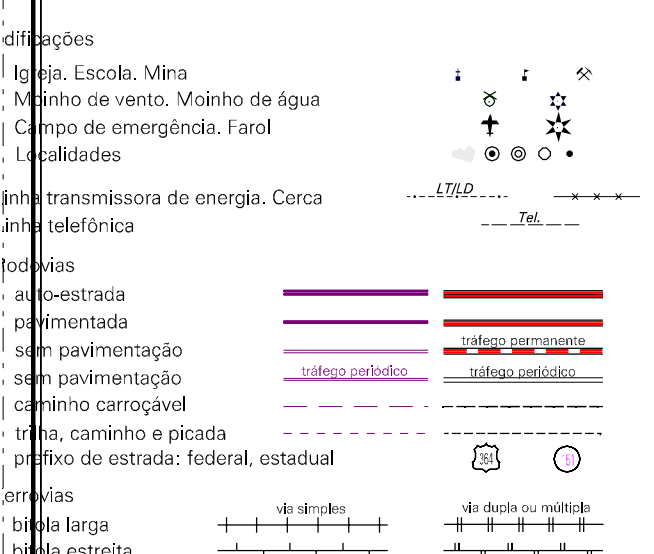 dificações
Igreja. Escola. Mina
Moinho de vento. Moinho de água
Campo de emergência. Farol
Localidades
inha transmissora de energia. Cerca LT/LD
inha telefônica Tel.
odovias
auto-estrada
pavimentada
sem pavimentação tráfego permanente
sem pavimentação tráfego periódico tráfego periódico
caminho carroçável
trilha, caminho e picada
prefixo de estrada: federal, estadual 364 151
errovias
via simples via dupla ou múltipla
bitola larga
bitola estreita